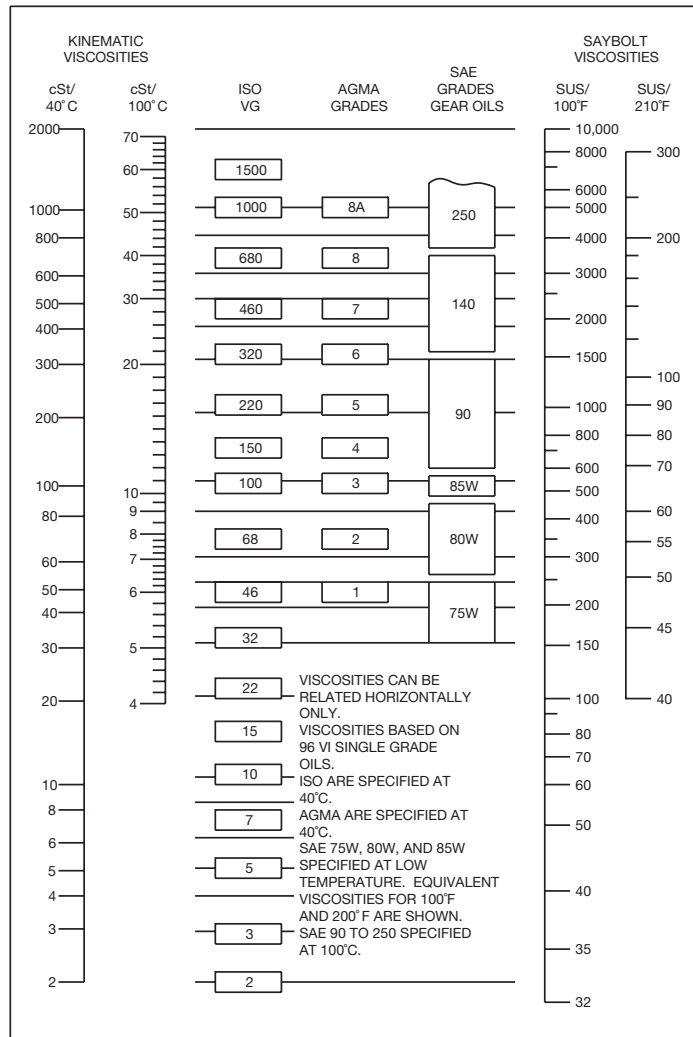 KINEMATIC
VISCOSITIES
SAYBOLT
VISCOSITIES
cSt/
40°C
cSt/
100°C
ISO
VG
AGMA
GRADES
SAE
GRADES
GEAR OILS
SUS/
100°F
SUS/
210°F
2000
1000
800
600
500
400
300
200
100
80
60
50
40
30
20
10
8
6
5
4
3
2
70
60
50
40
30
20
10
9
8
7
6
5
4
1500
1000
680
460
320
220
150
100
68
46
32
22
15
10
7
5
3
2
8A
8
7
6
5
4
3
2
1
250
140
90
85W
80W
75W
10,000
8000
6000
5000
4000
3000
2000
1500
1000
800
600
500
400
300
200
150
100
80
70
60
50
40
35
32
300
200
100
90
80
70
60
55
50
45
40
VISCOSITIES CAN BE
RELATED HORIZONTALLY
ONLY.
VISCOSITIES BASED ON
96 VI SINGLE GRADE
OILS.
ISO ARE SPECIFIED AT
40°C.
AGMA ARE SPECIFIED AT
40°C.
SAE 75W, 80W, AND 85W
SPECIFIED AT LOW
TEMPERATURE. EQUIVALENT
VISCOSITIES FOR 100°F
AND 200°F ARE SHOWN.
SAE 90 TO 250 SPECIFIED
AT 100°C.